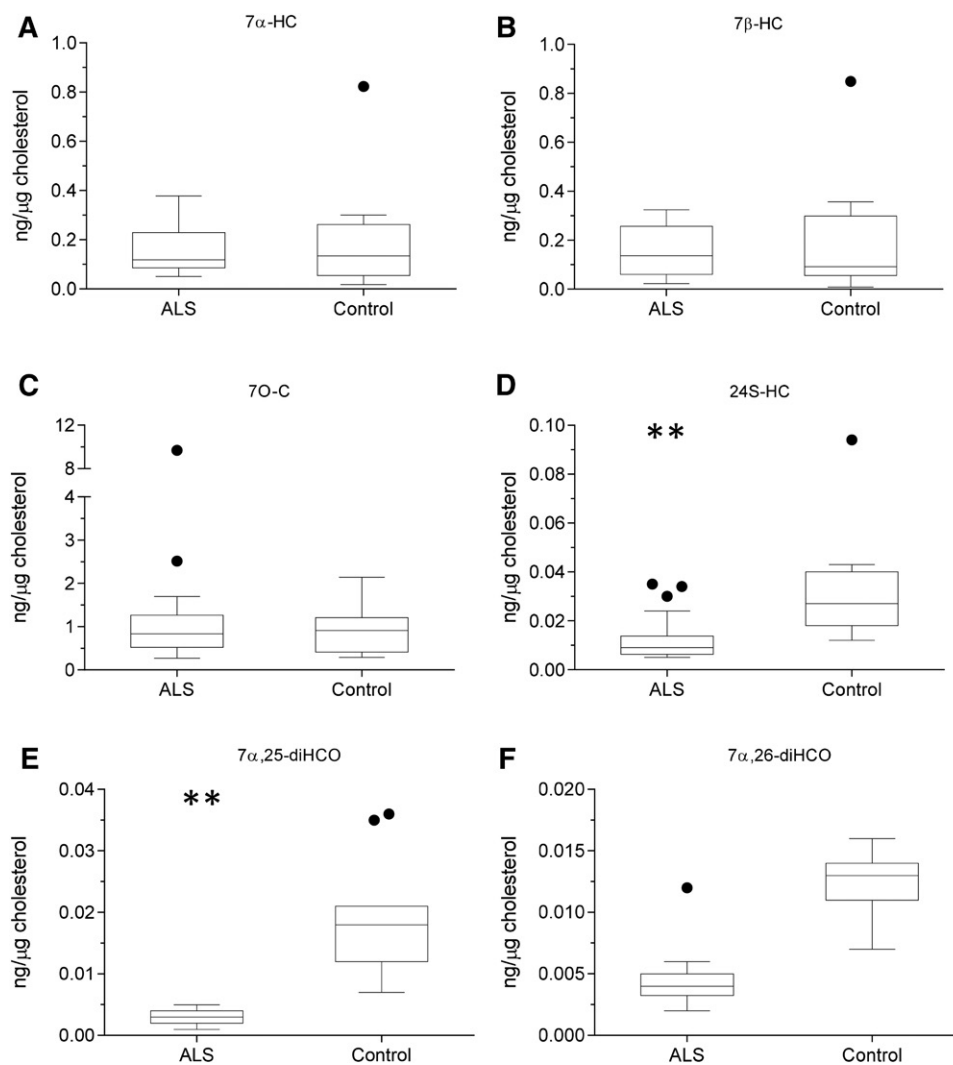 A
7α-HC
ng/μg cholesterol
1.0
0.8
0.6
0.4
0.2
0.0
ALS
Control
B
7β-HC
ng/μg cholesterol
1.0
0.8
0.6
0.4
0.2
0.0
ALS
Control
C
7O-C
ng/μg cholesterol
12
8
4
3
2
1
0
ALS
Control
D
24S-HC
ng/μg cholesterol
0.10
0.08
0.06
0.04
0.02
0.00
**
ALS
Control
E
7α,25-diHCO
ng/μg cholesterol
0.04
0.03
0.02
0.01
0.00
**
ALS
Control
F
7α,26-diHCO
ng/μg cholesterol
0.020
0.015
0.010
0.005
0.000
ALS
Control